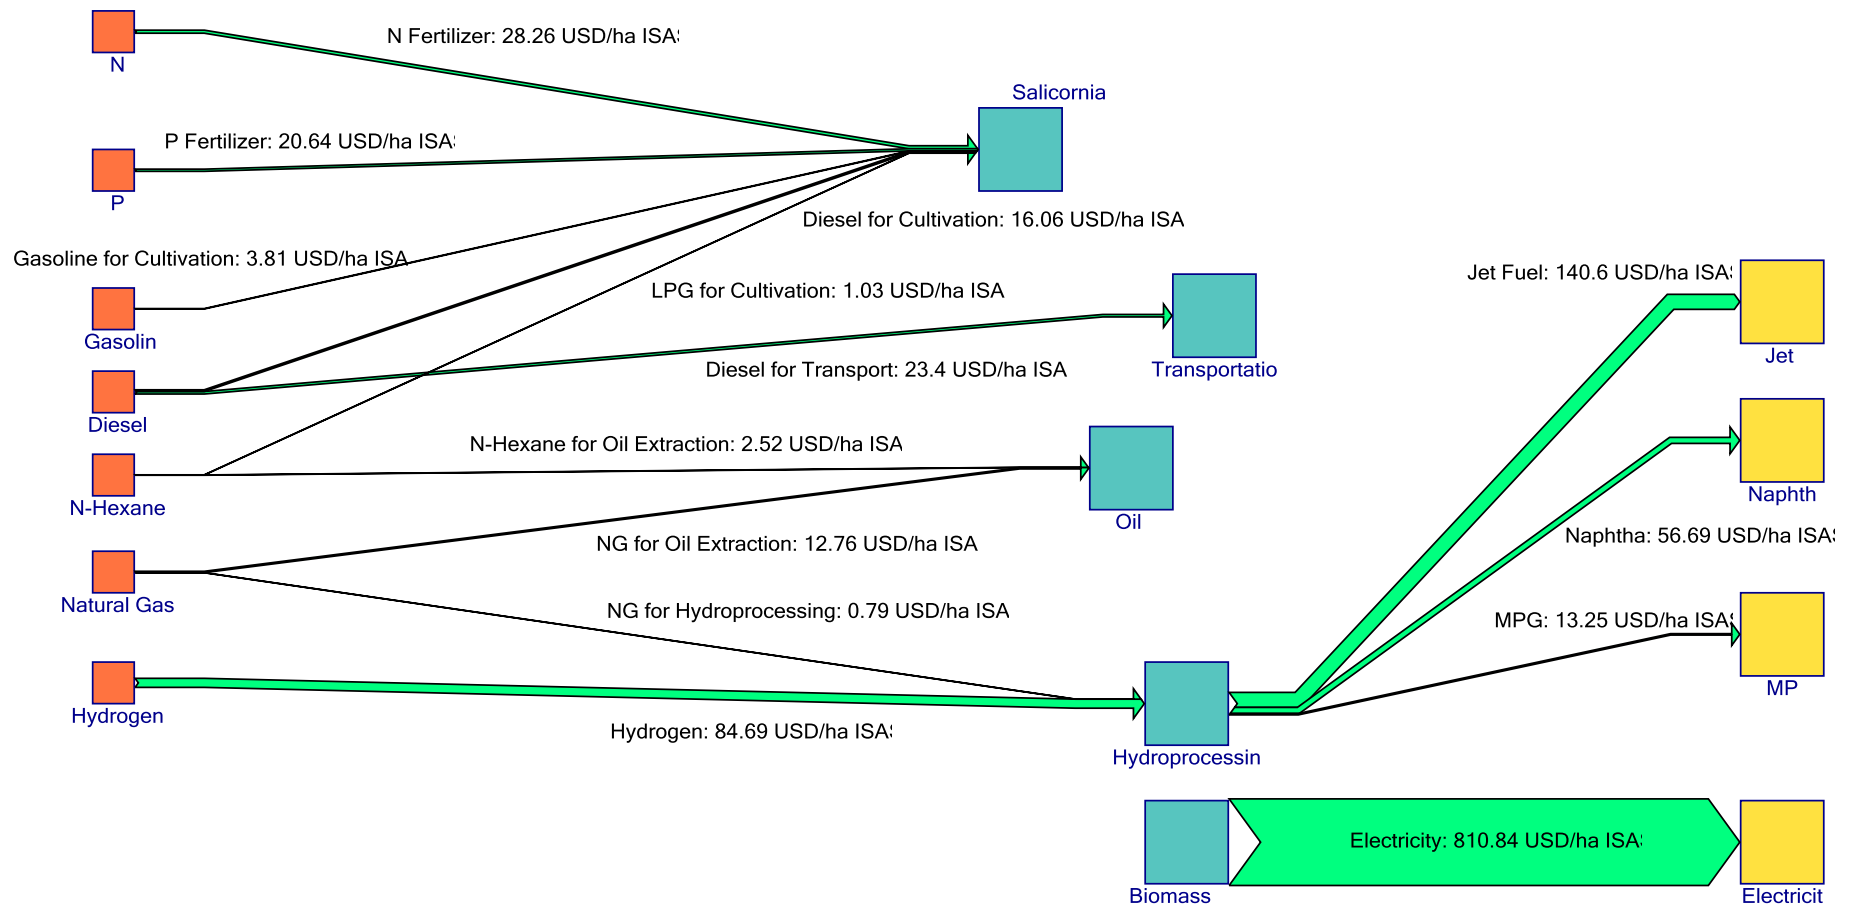 N Fertilizer: 28.26 USD/ha ISA
N
Salicornia
P Fertilizer: 20.64 USD/ha ISA
P
Diesel for Cultivation: 16.06 USD/ha ISA
Gasoline for Cultivation: 3.81 USD/ha ISA
Jet Fuel: 140.6 USD/ha ISA
LPG for Cultivation: 1.03 USD/ha ISA
Gasolin
Jet
Diesel for Transport: 23.4 USD/ha ISA
Transportatio
Diesel
N-Hexane for Oil Extraction: 2.52 USD/ha ISA
Naphth
N-Hexane
Oil
Naphtha: 56.69 USD/ha ISA
NG for Oil Extraction: 12.76 USD/ha ISA
Natural Gas
NG for Hydroprocessing: 0.79 USD/ha ISA
MPG: 13.25 USD/ha ISA
MP
Hydrogen
Hydrogen: 84.69 USD/ha ISA
Hydroprocessin
Electricity: 810.84 USD/ha ISA
Biomass
Electricit